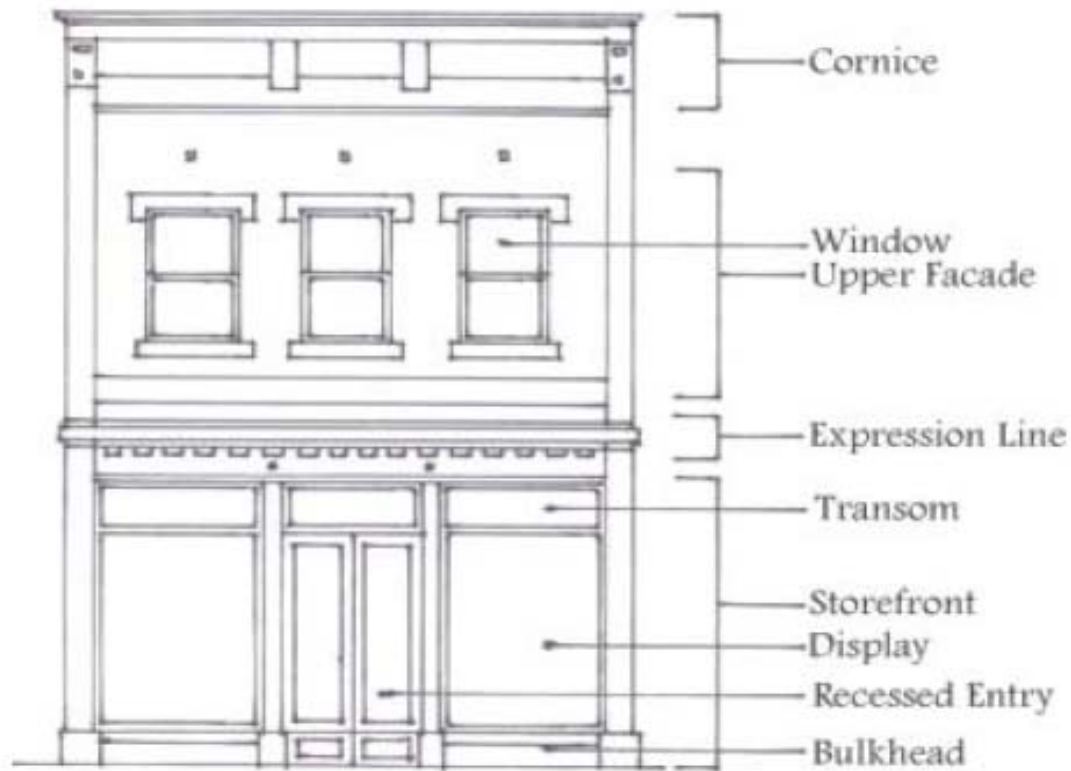 Cornice
Window
Upper Facade
Expression Line
Transom
Storefront
Display
Recessed Entry
Bulkhead